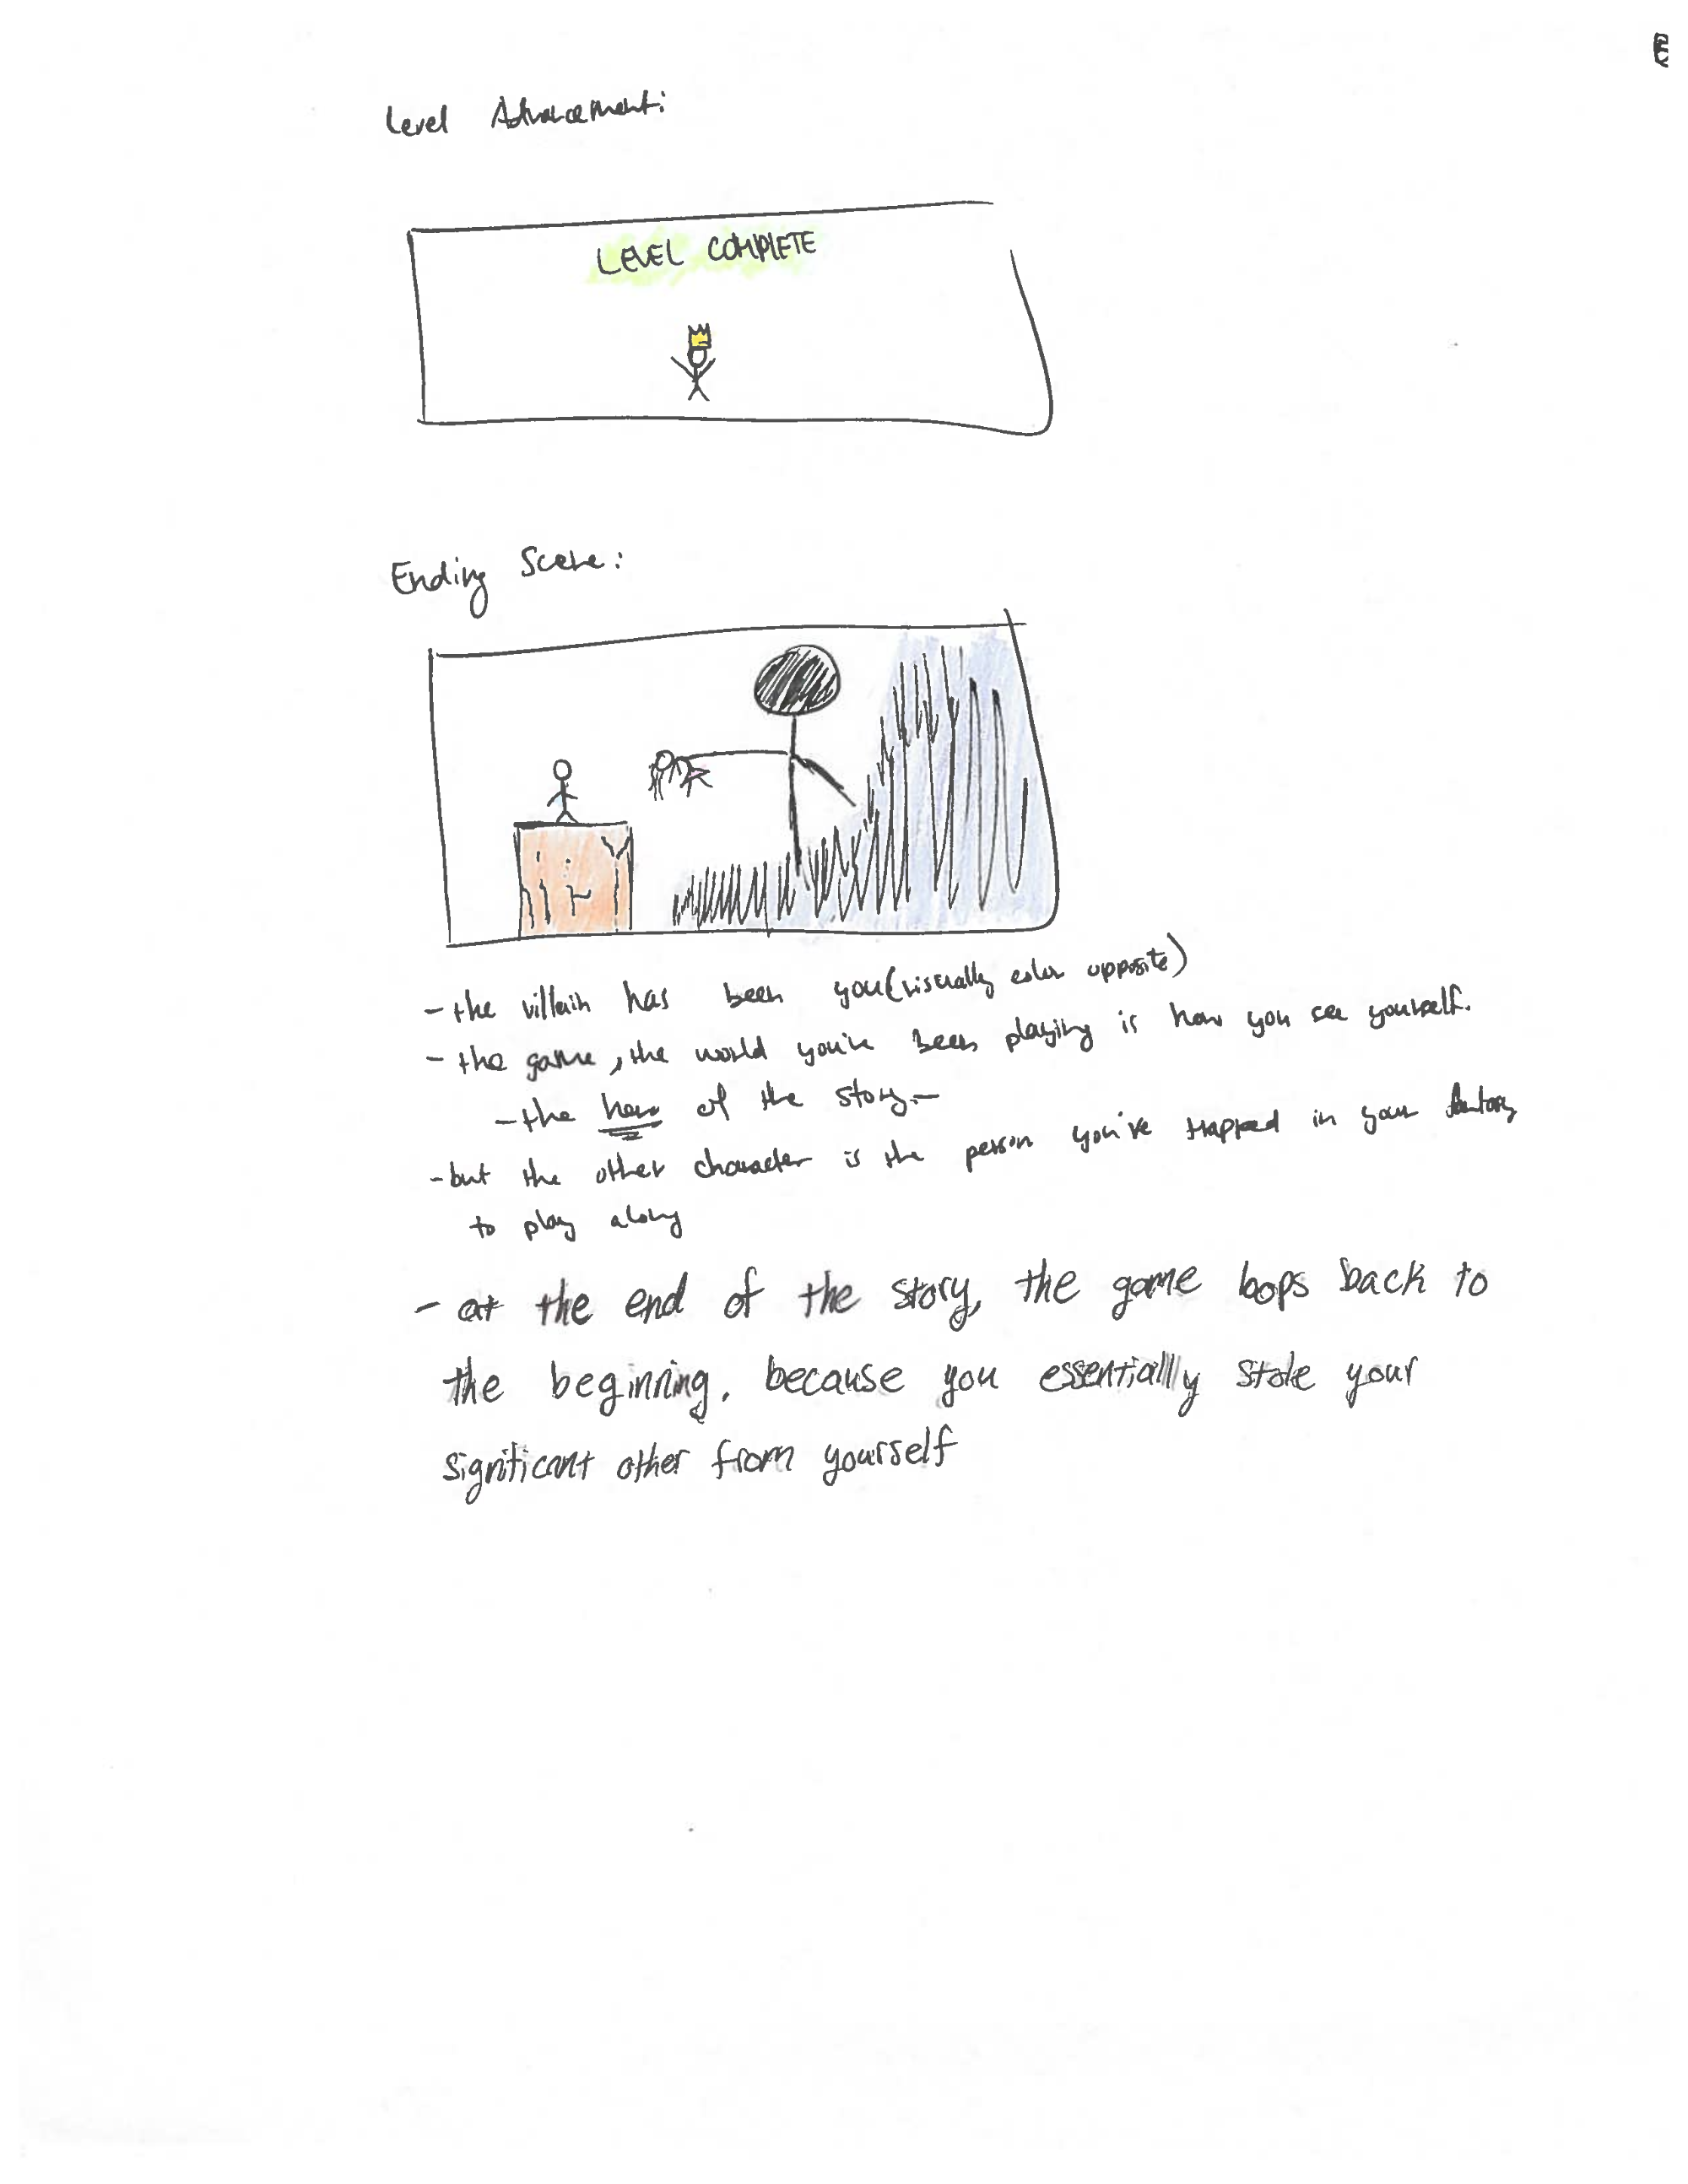 Level Advancement:
LEVEL COMPLETE
Ending Scene:
- the villain has been you (visually color opposite)
- the game, the world you've been playing is how you see yourself.
- the hero of the story -
- but the other character is the person you've trapped in your fantasy
to play along
- at the end of the story, the game loops back to
the beginning, because you essentially stole your
significant other from yourself